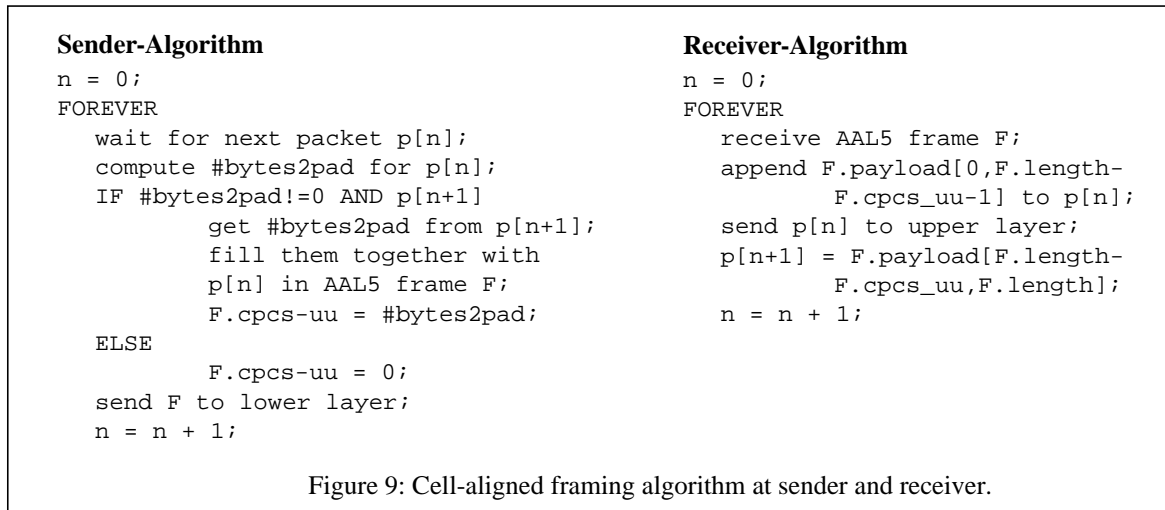 Sender-Algorithm
n = 0;
FOREVER
wait for next packet p[n];
compute #bytes2pad for p[n];
IF #bytes2pad!=0 AND p[n+1]
get #bytes2pad from p[n+1];
fill them together with
p[n] in AAL5 frame F;
F.cpcs-uu = #bytes2pad;
ELSE
F.cpcs-uu = 0;
send F to lower layer;
n = n + 1;
Receiver-Algorithm
n = 0;
FOREVER
receive AAL5 frame F;
append F.payload[0,F.length-
F.cpcs_uu-1] to p[n];
send p[n] to upper layer;
p[n+1] = F.payload[F.length-
F.cpcs_uu,F.length];
n = n + 1;
Figure 9: Cell-aligned framing algorithm at sender and receiver.